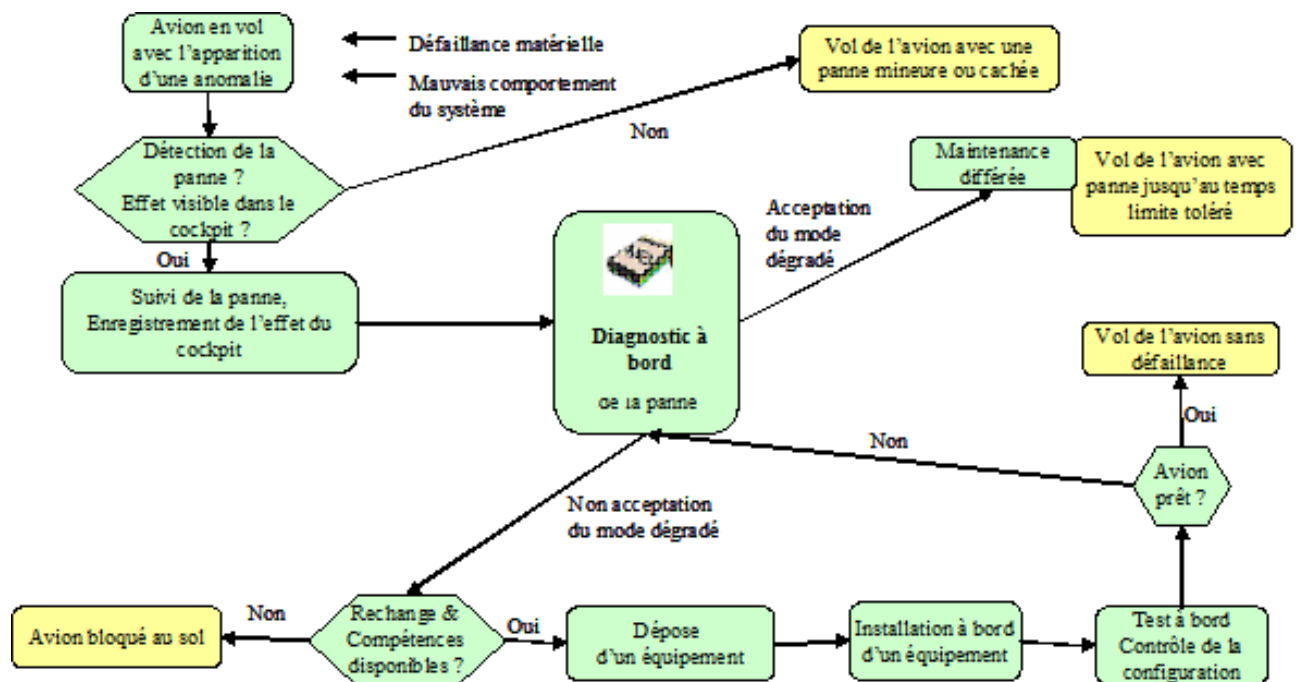 Avion en vol
avec l'apparition
d'une anomalie
Défaillance matérielle
Mauvais comportement
du système
Vol de l'avion avec une
panne mineure ou cachée
Non
Détection de la
panne ?
Effet visible dans le
cockpit ?
Oui
Maintenance
différée
Vol de l'avion avec
panne jusqu'au temps
limite toléré
Acceptation
du mode
dégradé
Suivi de la panne,
Enregistrement de l'effet du
cockpit
Diagnostic à
bord
de la panne
Vol de l'avion sans
défaillance
Oui
Non
Avion
prêt ?
Non acceptation
du mode dégradé
Avion bloqué au sol
Non
Rechange &
Compétences
disponibles ?
Oui
Dépose
d'un équipement
Installation à bord
d'un équipement
Test à bord
Contrôle de la
configuration